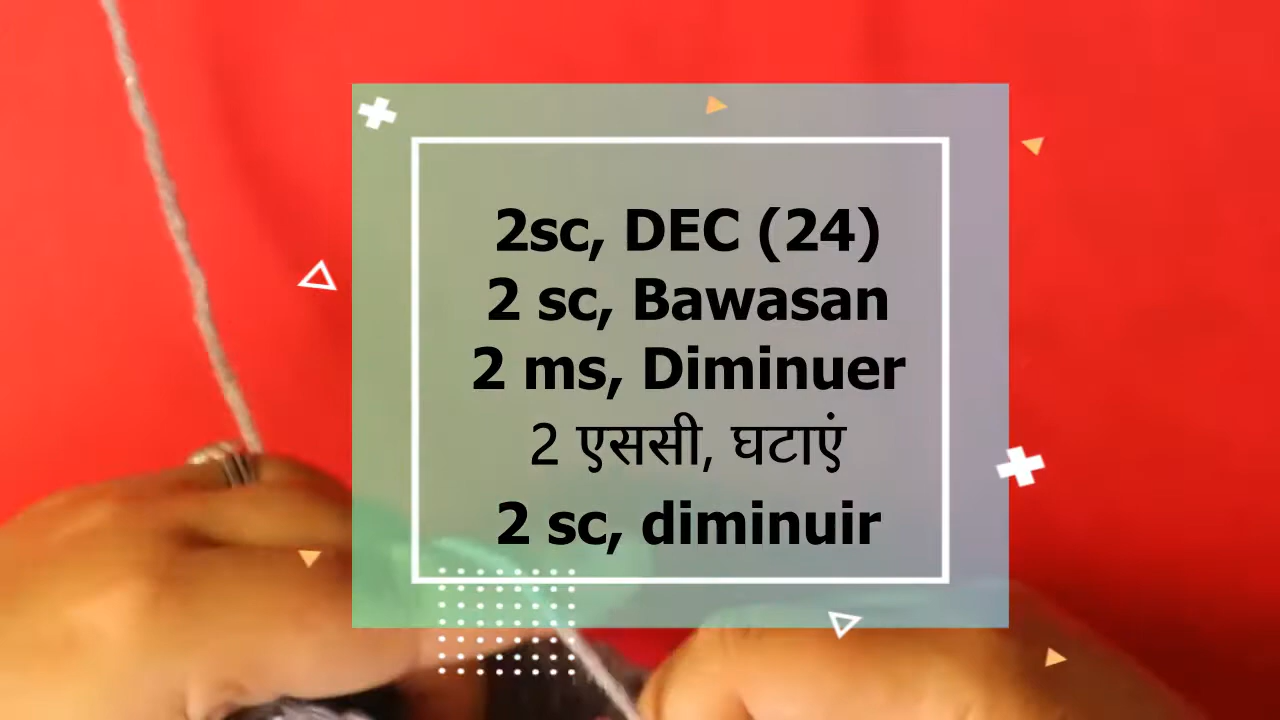 2sc, DEC (24)
2 sc, Bawasan
2 ms, Diminuer
2 एससी, घटाएं
2 sc, diminuir